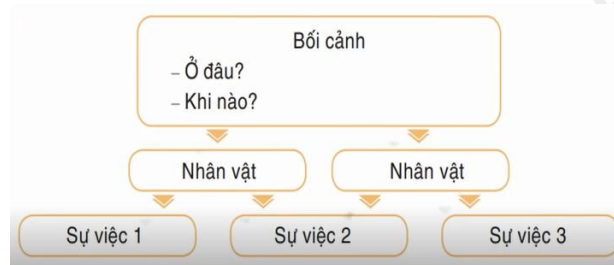 Bối cảnh
– Ở đâu?
– Khi nào?
Nhân vật
Nhân vật
Sự việc 1
Sự việc 2
Sự việc 3